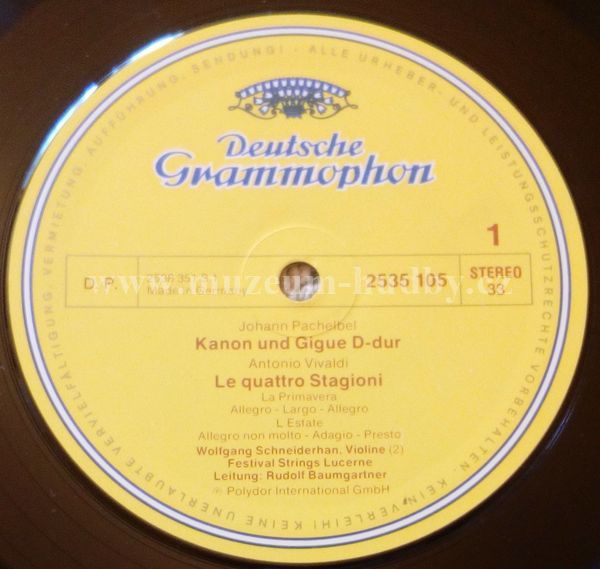 Deutsche
Grammophon
1
D.P.
Made in Germany
2535 105
STEREO
33
Johann Pachelbel
Kanon und Gigue D-dur
Antonio Vivaldi
Le quattro Stagioni
La Primavera
Allegro - Largo - Allegro
L Estate
Allegro non molto - Adagio - Presto
Wolfgang Schneiderhan, Violine (2)
Festival Strings Lucerne
Leitung: Rudolf Baumgartner
℗ Polydor International GmbH
ALLE URHEBER- UND LEISTUNGSSCHUTZRECHTE VORBEHALTEN. KEIN VERLEIH! KEINE UNERLAUBTE VERVIELFÄLTIGUNG, VERMIETUNG, AUFFÜHRUNG, SENDUNG!
www.muzeum-hudby.cz